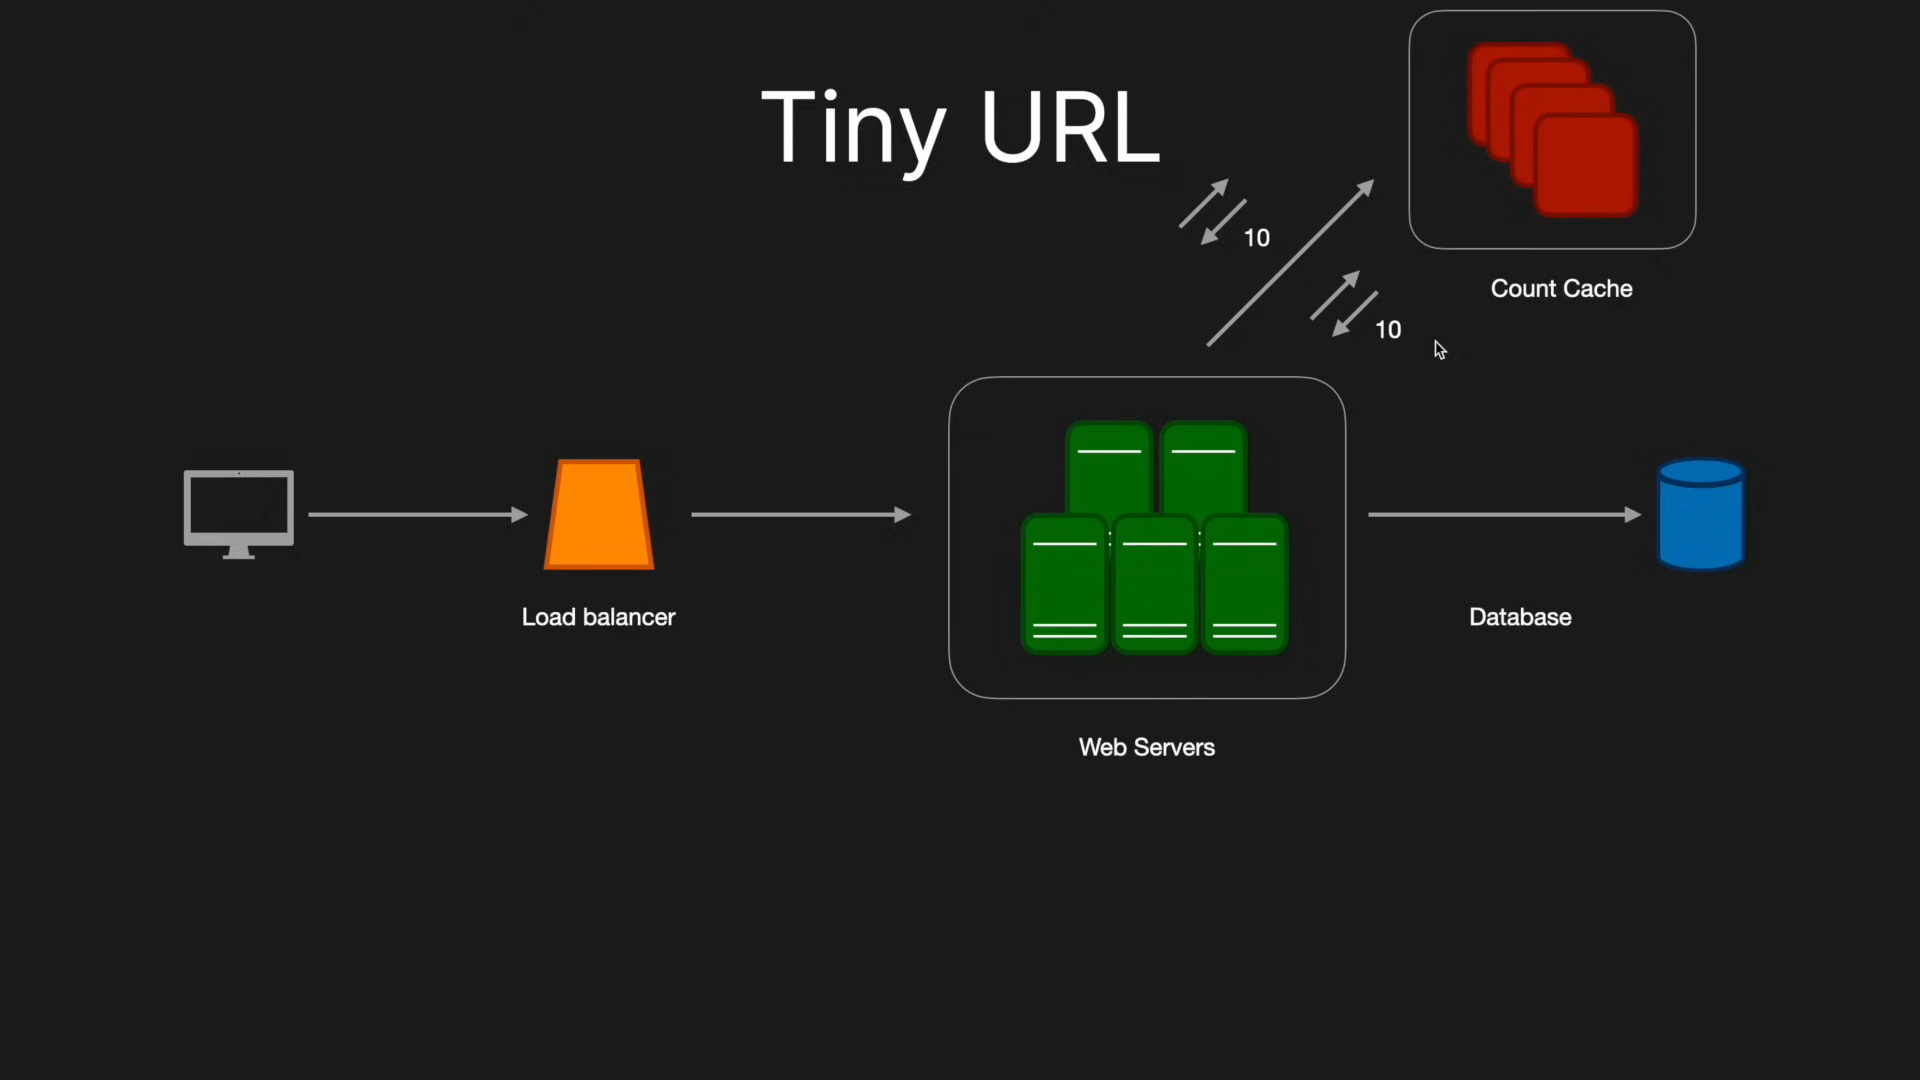 Tiny URL
10
Count Cache
10
Load balancer
Database
Web Servers